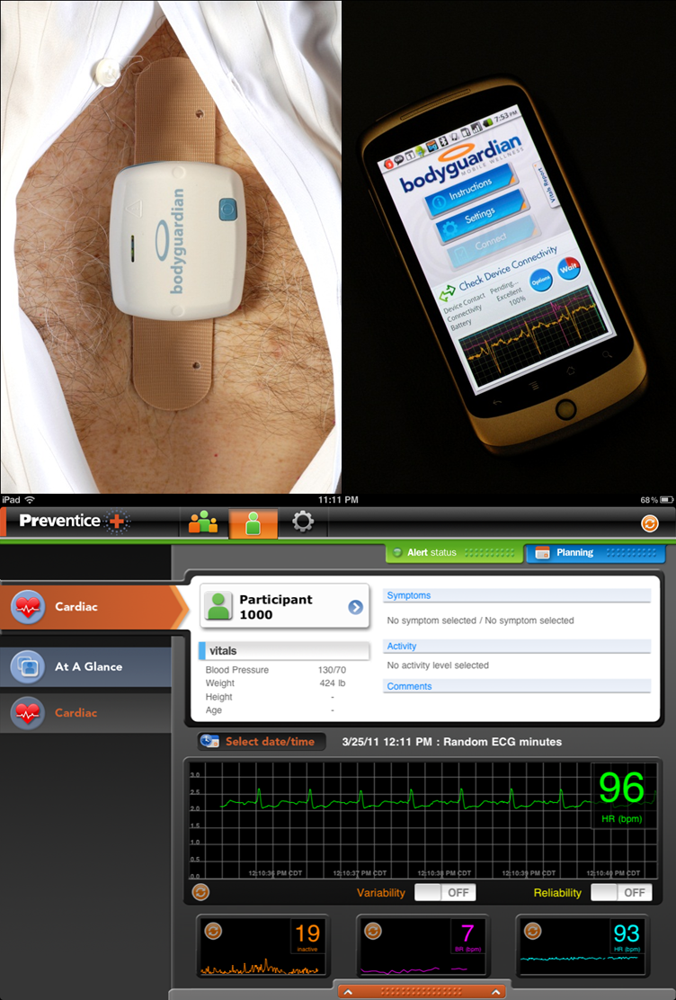 bodyguardian
7:53 PM
bodyguardian
MOBILE WELLNESS
Instructions
Settings
Connect
Vitals Report
Check Device Connectivity
Device Contact Pending...
Connectivity Excellent
Battery 100%
Options
Wait
iPad 11:11 PM 68%
Preventice
Alert status Planning
Cardiac
At A Glance
Cardiac
Participant
1000
vitals
Blood Pressure 130/70
Weight 424 lb
Height -
Age -
Symptoms
No symptom selected / No symptom selected
Activity
No activity level selected
Comments
Select date/time 3/25/11 12:11 PM : Random ECG minutes
3.0
2.5
2.0
1.5
1.0
0.5
0.0
96
HR (bpm)
12:10:36 PM CDT 12:10:37 PM CDT 12:10:38 PM CDT 12:10:39 PM CDT 12:10:40 PM CDT
Variability OFF Reliability OFF
19
inactive
7
BR (bpm)
93
HR (bpm)